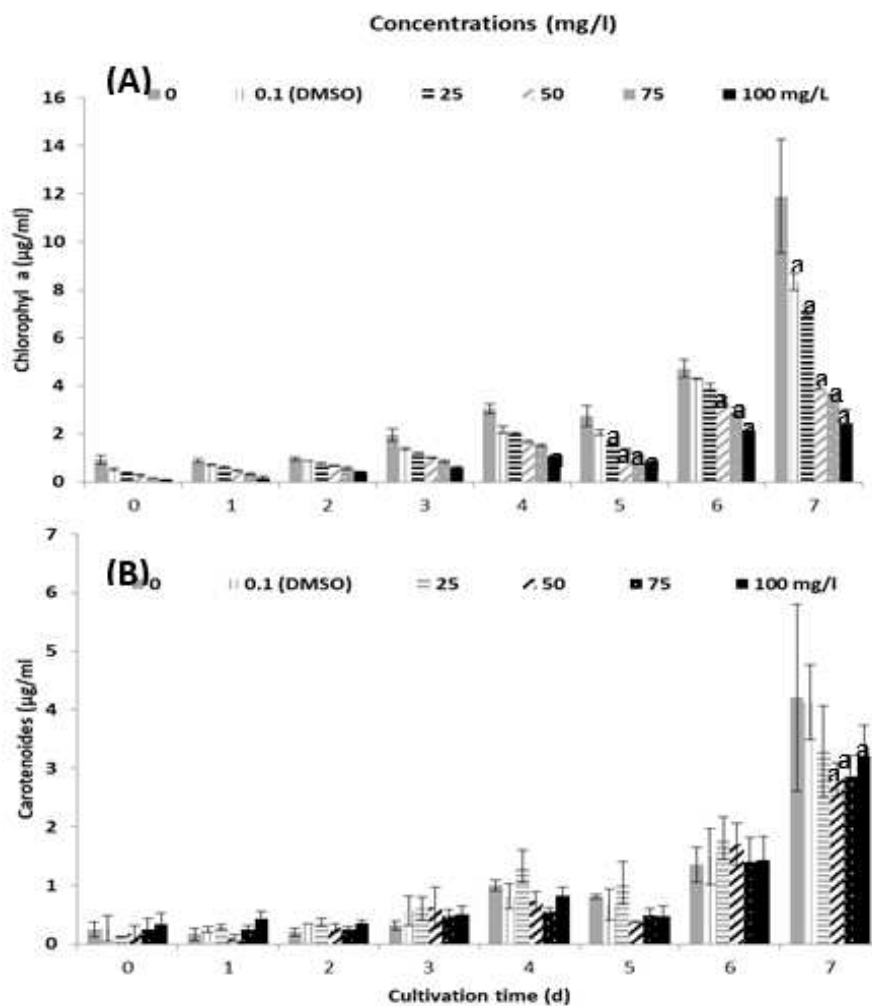 Concentrations (mg/l)
(A)
0 0.1 (DMSO) 25 50 75 100 mg/L
16
14
12
10
8
6
4
2
0
Chlorophyl a (µg/ml)
a a a a a
a a a
a a a a
0 1 2 3 4 5 6 7
(B)
0 0.1 (DMSO) 25 50 75 100 mg/l
7
6
5
4
3
2
1
0
Carotenoides (µg/ml)
a a a
0 1 2 3 4 5 6 7
Cultivation time (d)